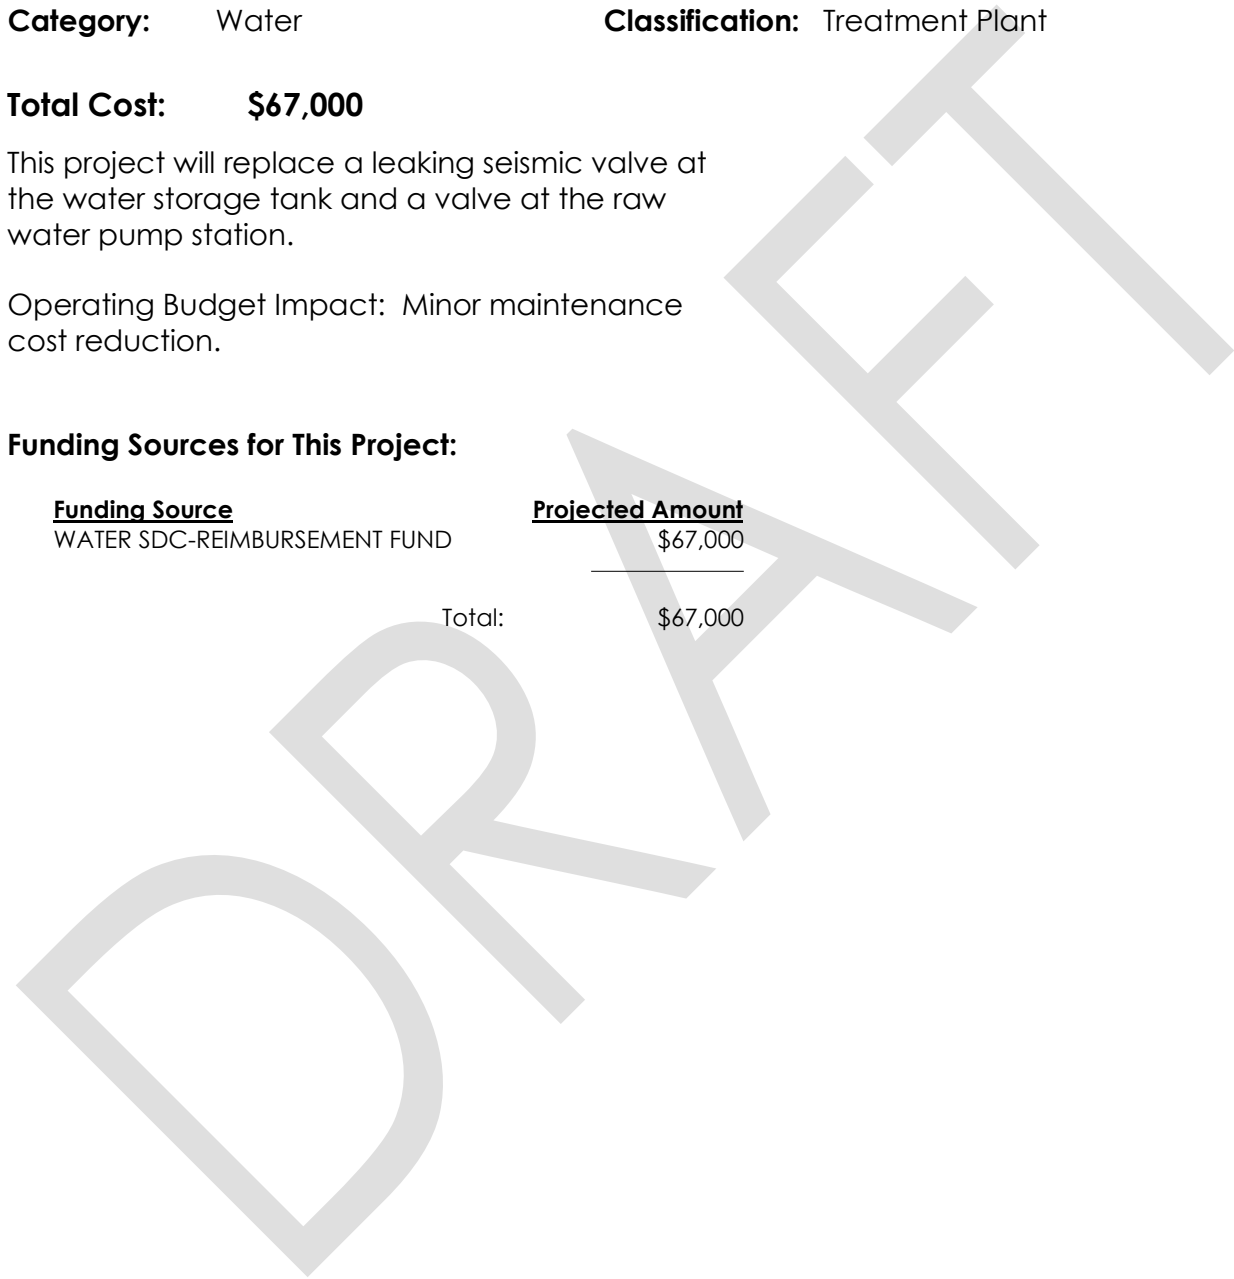 Category: Water Classification: Treatment Plant
Total Cost: $67,000
This project will replace a leaking seismic valve at
the water storage tank and a valve at the raw
water pump station.
Operating Budget Impact: Minor maintenance
cost reduction.
Funding Sources for This Project:
Funding Source Projected Amount
WATER SDC-REIMBURSEMENT FUND $67,000
Total: $67,000
DRAFT